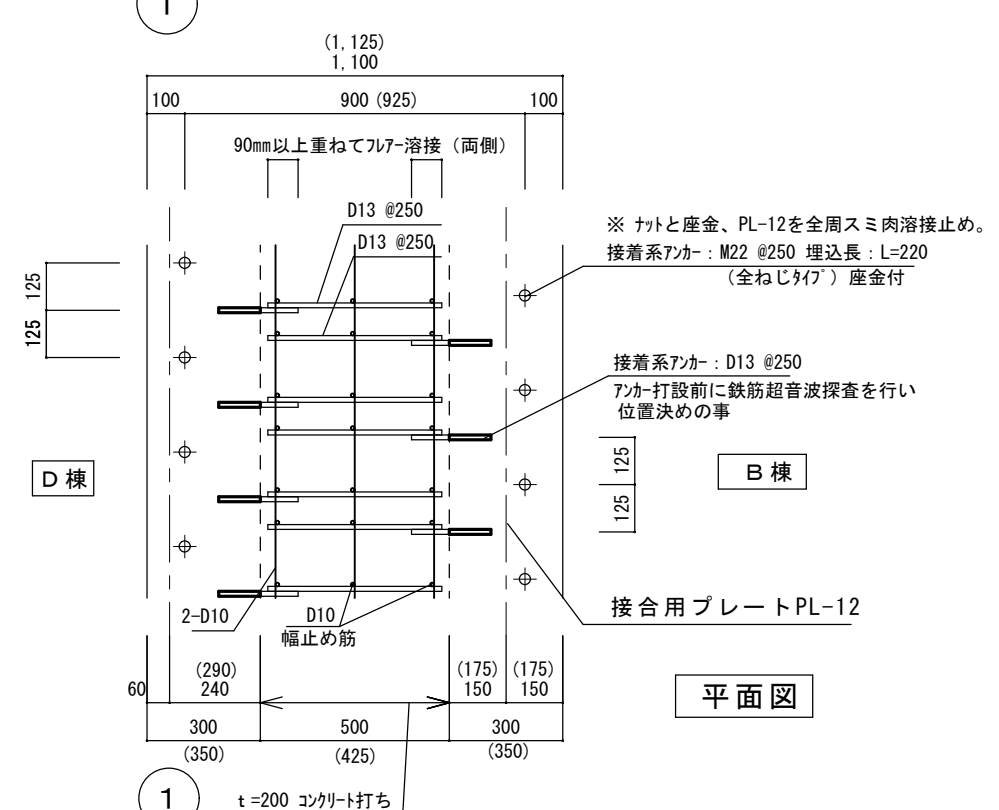 1
(1,125)
1,100
100
900 (925)
100
90mm以上重ねてフレアー溶接（両側）
D13 @250
D13 @250
※ ナットと座金、PL-12を全周スミ肉溶接止め。
接着系アンカー：M22 @250 埋込長：L=220
（全ねじタイプ）座金付
125
125
接着系アンカー：D13 @250
アンカー打設前に鉄筋超音波探査を行い
位置決めの事
125
125
D棟
B棟
接合用プレートPL-12
2-D10
D10
幅止め筋
(290)
(175)
(175)
60
240
150
150
平面図
300
500
300
(350)
(425)
(350)
1
t=200 コンクリート打ち